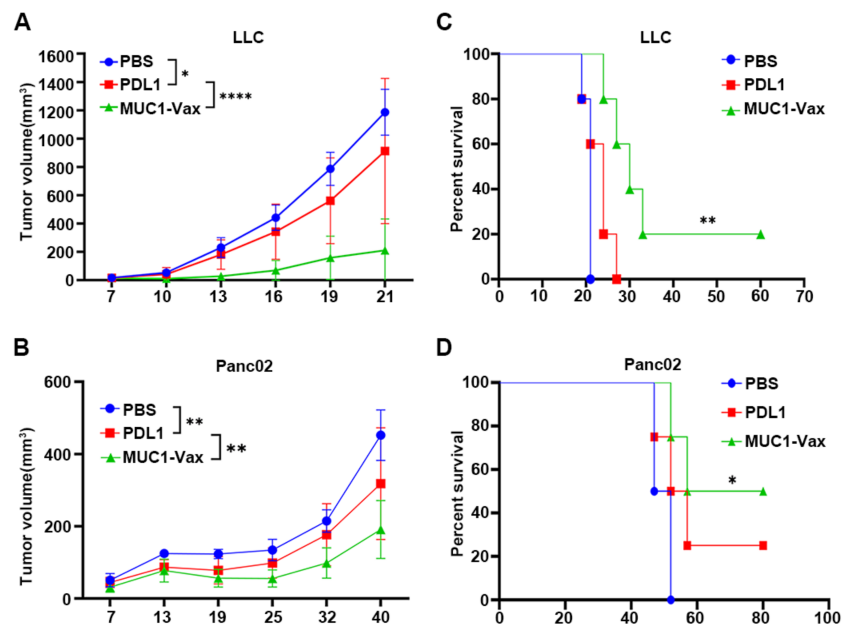 A
LLC
Tumor volume(mm³)
1600
1400
1200
1000
800
600
400
200
0
7 10 13 16 19 21
PBS
PDL1
MUC1-Vax
*
****
C
LLC
Percent survival
100
80
60
40
20
0
0 10 20 30 40 50 60 70
PBS
PDL1
MUC1-Vax
**
B
Panc02
Tumor volume(mm³)
600
400
200
0
7 13 19 25 32 40
PBS
PDL1
MUC1-Vax
**
**
D
Panc02
Percent survival
100
80
60
40
20
0
0 20 40 60 80 100
PBS
PDL1
MUC1-Vax
*